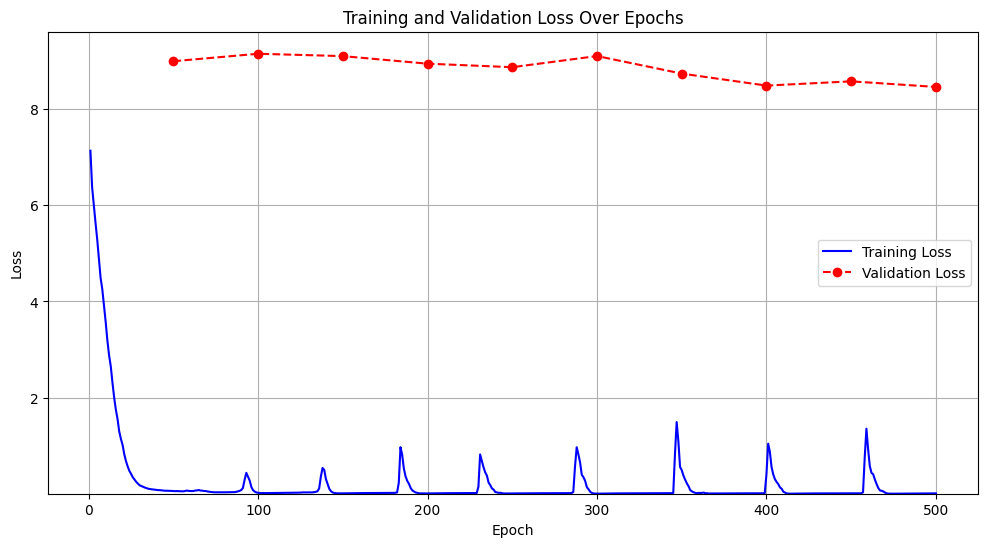 Training and Validation Loss Over Epochs
Loss
8
6
4
2
Training Loss
Validation Loss
0
100
200
300
400
500
Epoch